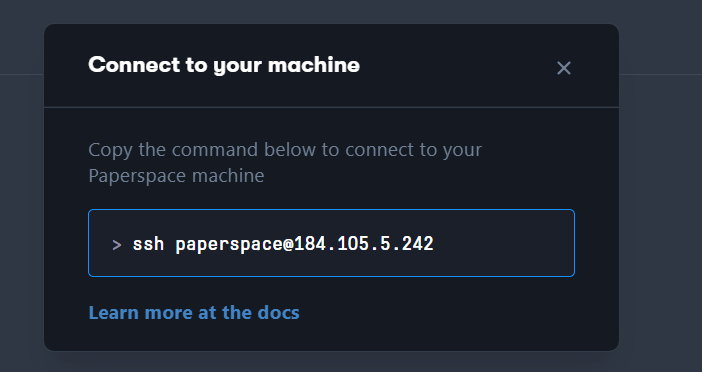 Connect to your machine
Copy the command below to connect to your
Paperspace machine
> ssh paperspace@184.105.5.242
Learn more at the docs